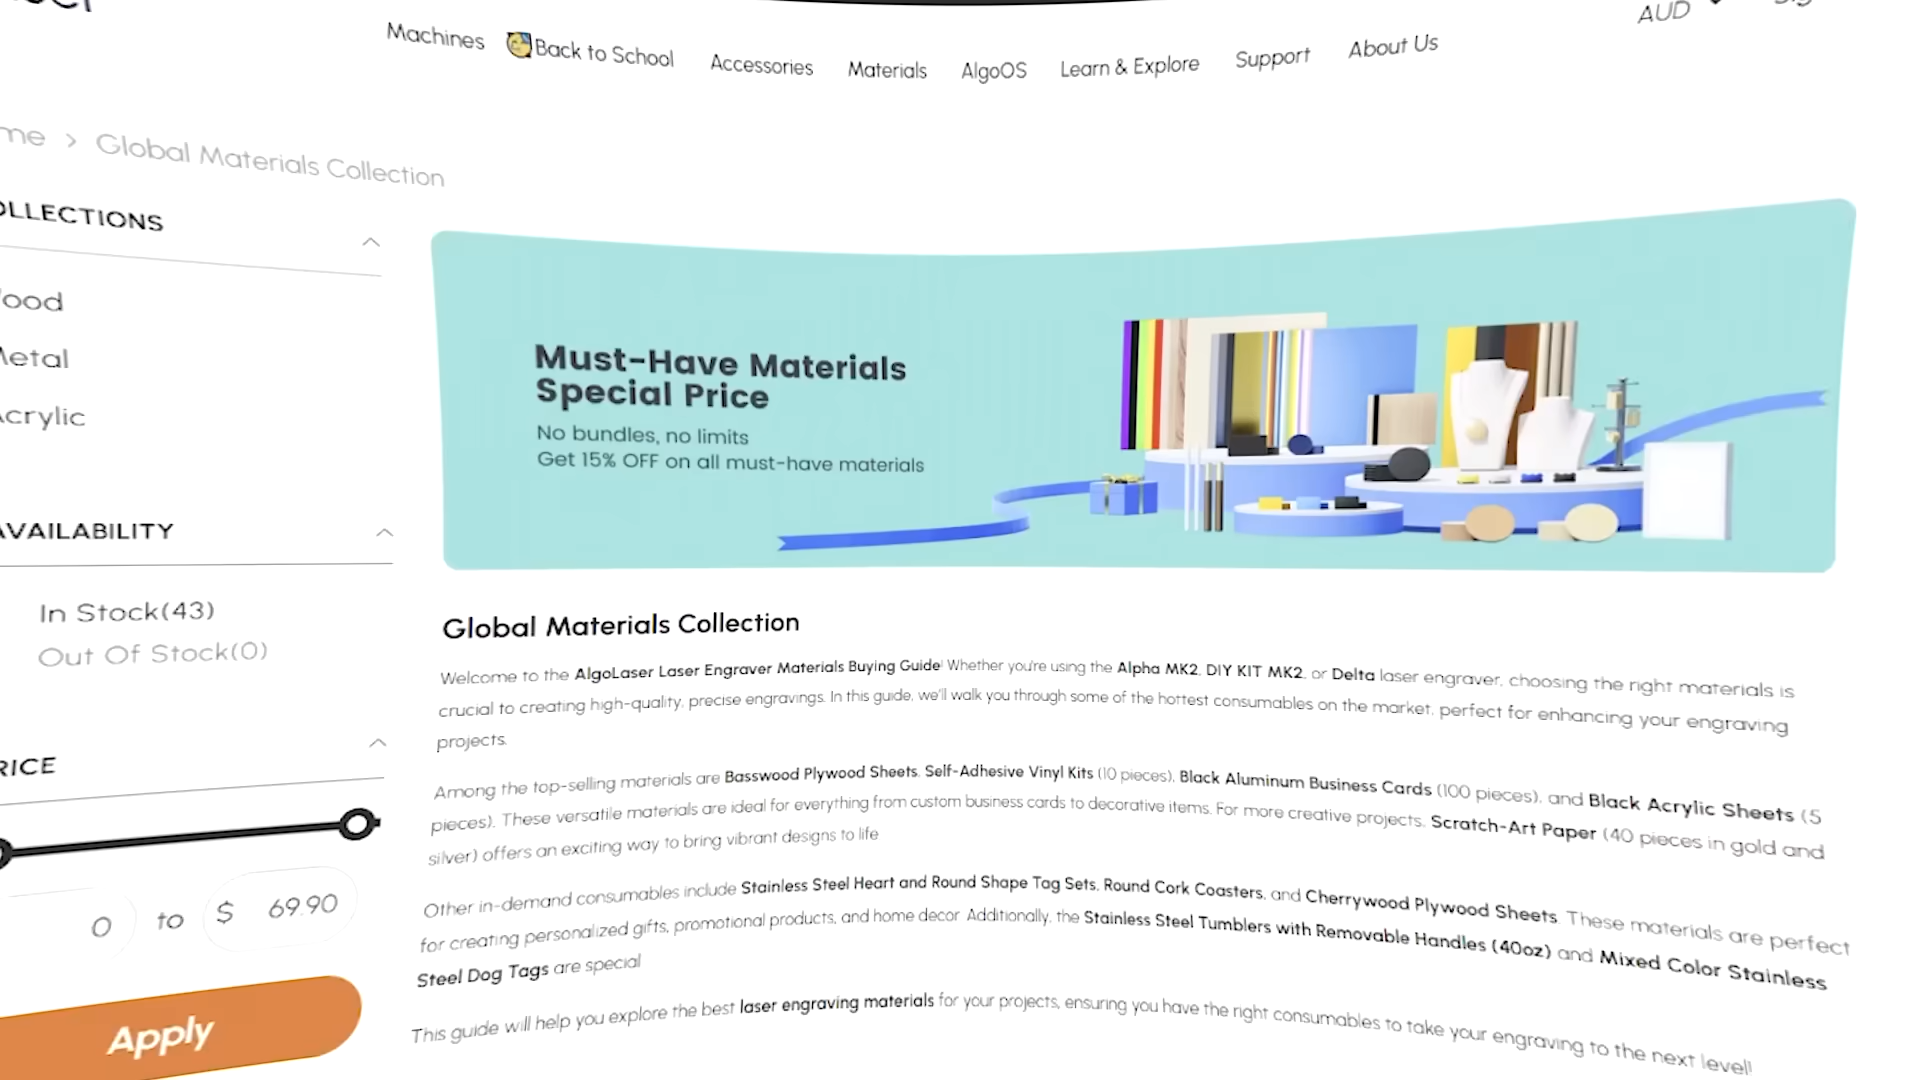 Machines Back to School Accessories Materials AlgoOS Learn & Explore Support About Us
AUD
> Global Materials Collection
COLLECTIONS
Wood
Metal
Acrylic
AVAILABILITY
In Stock(43)
Out Of Stock(0)
PRICE
0 to $ 69.90
Apply
Must-Have Materials
Special Price
No bundles, no limits
Get 15% OFF on all must-have materials
Global Materials Collection
Welcome to the AlgoLaser Laser Engraver Materials Buying Guide! Whether you're using the Alpha MK2, DIY KIT MK2, or Delta laser engraver, choosing the right materials is
crucial to creating high-quality, precise engravings. In this guide, we'll walk you through some of the hottest consumables on the market, perfect for enhancing your engraving
projects.
Among the top-selling materials are Basswood Plywood Sheets, Self-Adhesive Vinyl Kits (10 pieces), Black Aluminum Business Cards (100 pieces), and Black Acrylic Sheets (5
pieces). These versatile materials are ideal for everything from custom business cards to decorative items. For more creative projects, Scratch-Art Paper (40 pieces in gold and
silver) offers an exciting way to bring vibrant designs to life
Other in-demand consumables include Stainless Steel Heart and Round Shape Tag Sets, Round Cork Coasters, and Cherrywood Plywood Sheets. These materials are perfect
for creating personalized gifts, promotional products, and home decor. Additionally, the Stainless Steel Tumblers with Removable Handles (40oz) and Mixed Color Stainless
Steel Dog Tags are special
This guide will help you explore the best laser engraving materials for your projects, ensuring you have the right consumables to take your engraving to the next level!